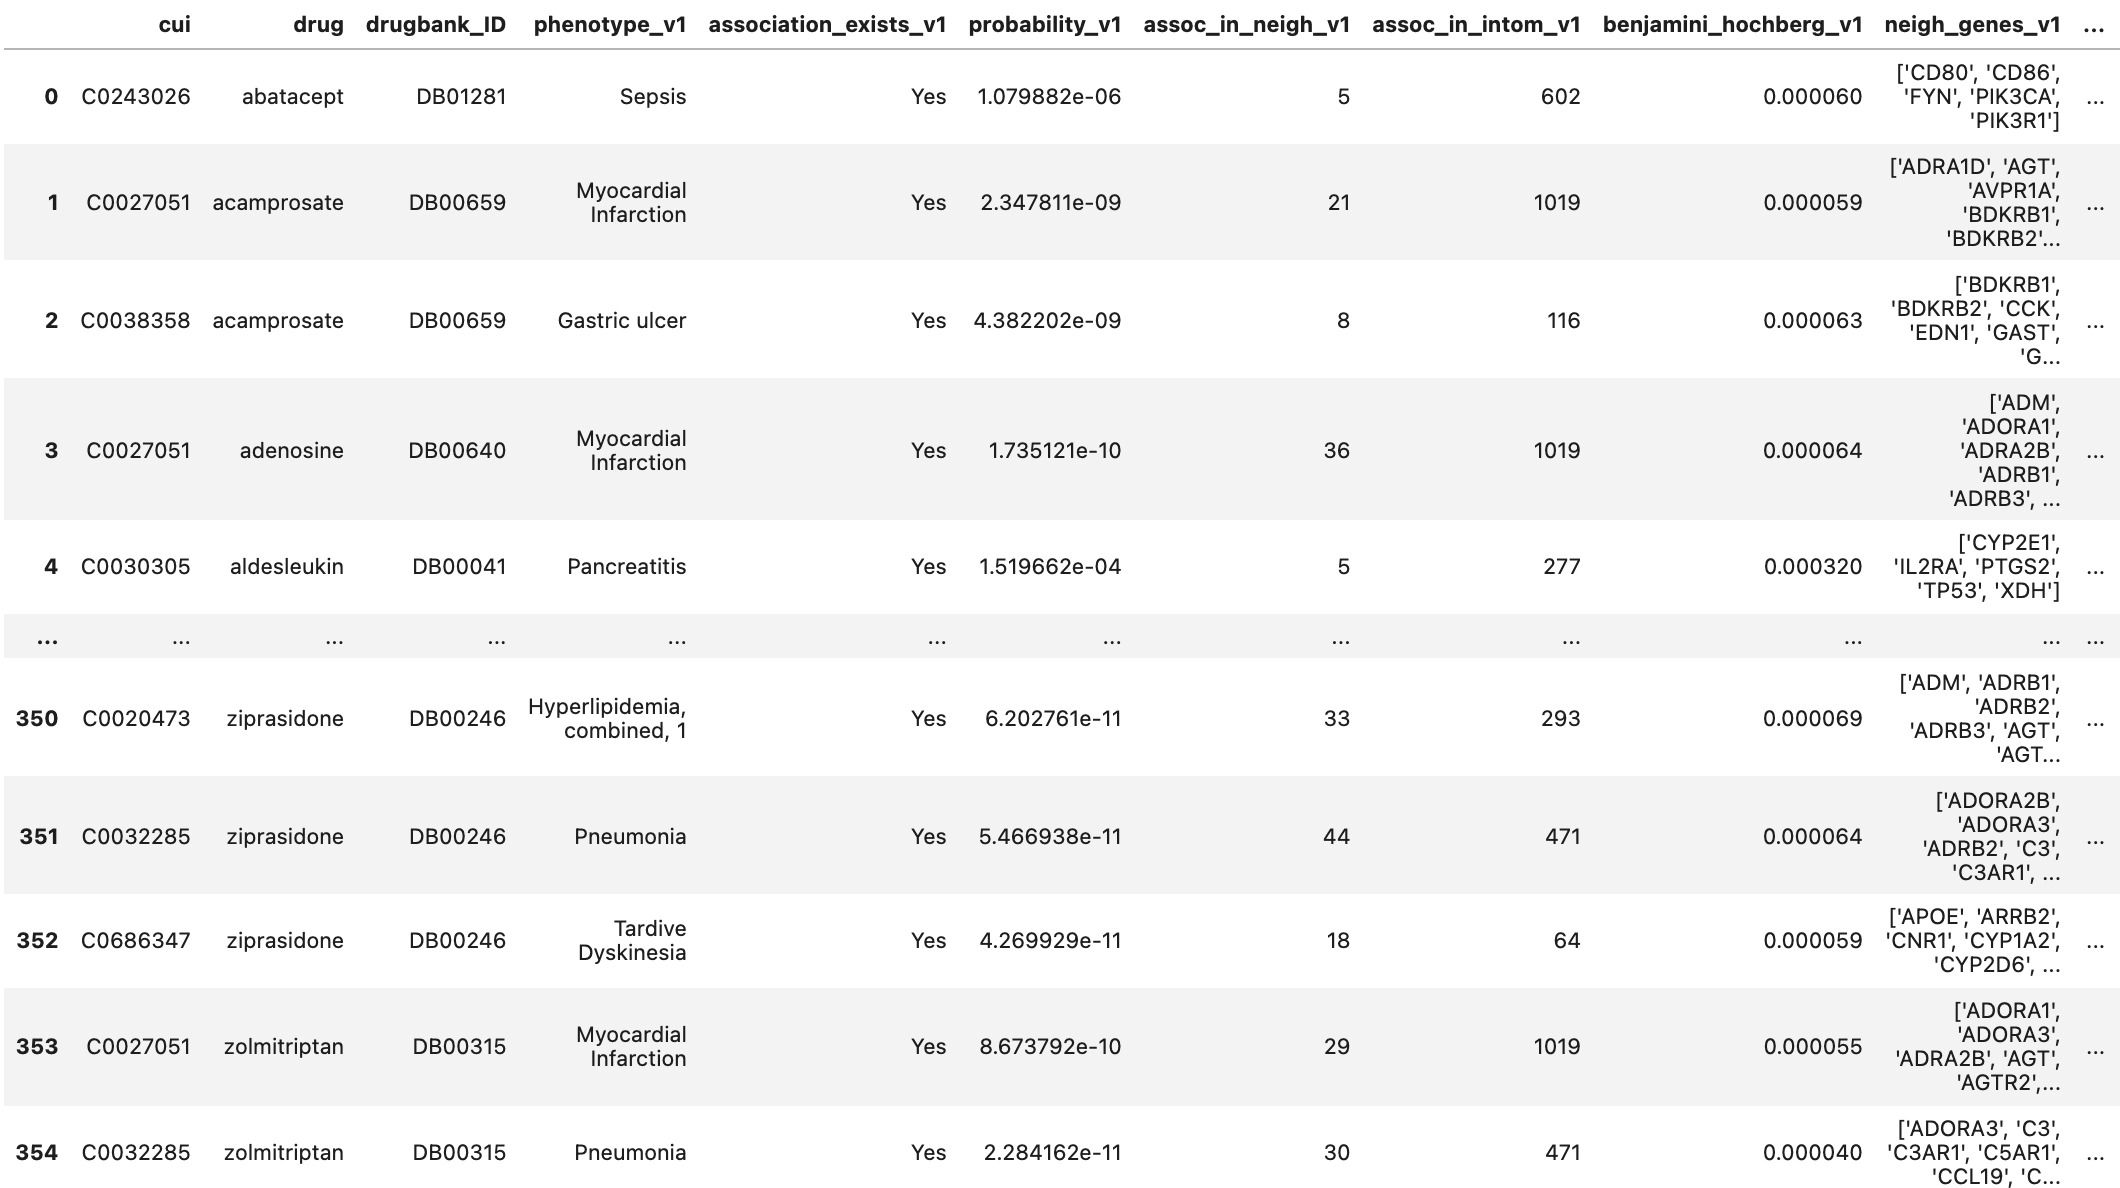 cui drug drugbank_ID phenotype_v1 association_exists_v1 probability_v1 assoc_in_neigh_v1 assoc_in_intom_v1 benjamini_hochberg_v1 neigh_genes_v1 ...
0 C0243026 abatacept DB01281 Sepsis Yes 1.079882e-06 5 602 0.000060 ['CD80', 'CD86', 'FYN', 'PIK3CA', 'PIK3R1'] ...
1 C0027051 acamprosate DB00659 Myocardial Infarction Yes 2.347811e-09 21 1019 0.000059 ['ADRA1D', 'AGT', 'AVPR1A', 'BDKRB1', 'BDKRB2'... ...
2 C0038358 acamprosate DB00659 Gastric ulcer Yes 4.382202e-09 8 116 0.000063 ['BDKRB1', 'BDKRB2', 'CCK', 'EDN1', 'GAST', 'G... ...
3 C0027051 adenosine DB00640 Myocardial Infarction Yes 1.735121e-10 36 1019 0.000064 ['ADM', 'ADORA1', 'ADRA2B', 'ADRB1', 'ADRB3', ... ...
4 C0030305 aldesleukin DB00041 Pancreatitis Yes 1.519662e-04 5 277 0.000320 ['CYP2E1', 'IL2RA', 'PTGS2', 'TP53', 'XDH'] ...
... ... ... ... ... ... ... ... ... ... ... ...
350 C0020473 ziprasidone DB00246 Hyperlipidemia, combined, 1 Yes 6.202761e-11 33 293 0.000069 ['ADM', 'ADRB1', 'ADRB2', 'ADRB3', 'AGT', 'AGT... ...
351 C0032285 ziprasidone DB00246 Pneumonia Yes 5.466938e-11 44 471 0.000064 ['ADORA2B', 'ADORA3', 'ADRB2', 'C3', 'C3AR1', ... ...
352 C0686347 ziprasidone DB00246 Tardive Dyskinesia Yes 4.269929e-11 18 64 0.000059 ['APOE', 'ARRB2', 'CNR1', 'CYP1A2', 'CYP2D6', ... ...
353 C0027051 zolmitriptan DB00315 Myocardial Infarction Yes 8.673792e-10 29 1019 0.000055 ['ADORA1', 'ADORA3', 'ADRA2B', 'AGT', 'AGTR2',... ...
354 C0032285 zolmitriptan DB00315 Pneumonia Yes 2.284162e-11 30 471 0.000040 ['ADORA3', 'C3', 'C3AR1', 'C5AR1', 'CCL19', 'C... ...